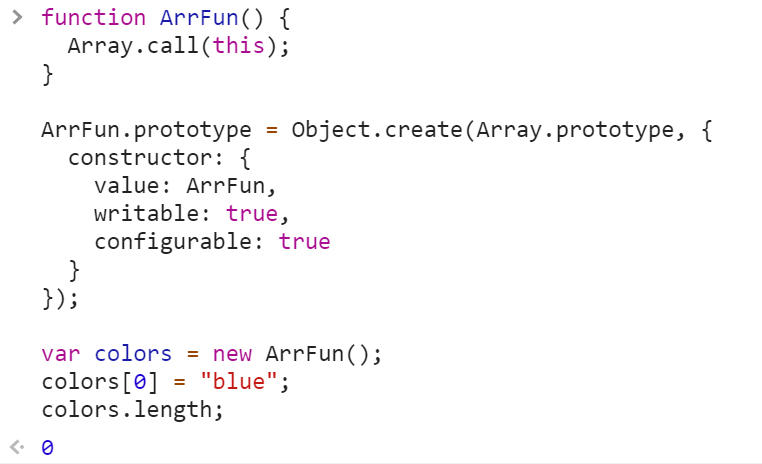 > function ArrFun() {
  Array.call(this);
}

ArrFun.prototype = Object.create(Array.prototype, {
  constructor: {
    value: ArrFun,
    writable: true,
    configurable: true
  }
});

var colors = new ArrFun();
colors[0] = "blue";
colors.length;
0